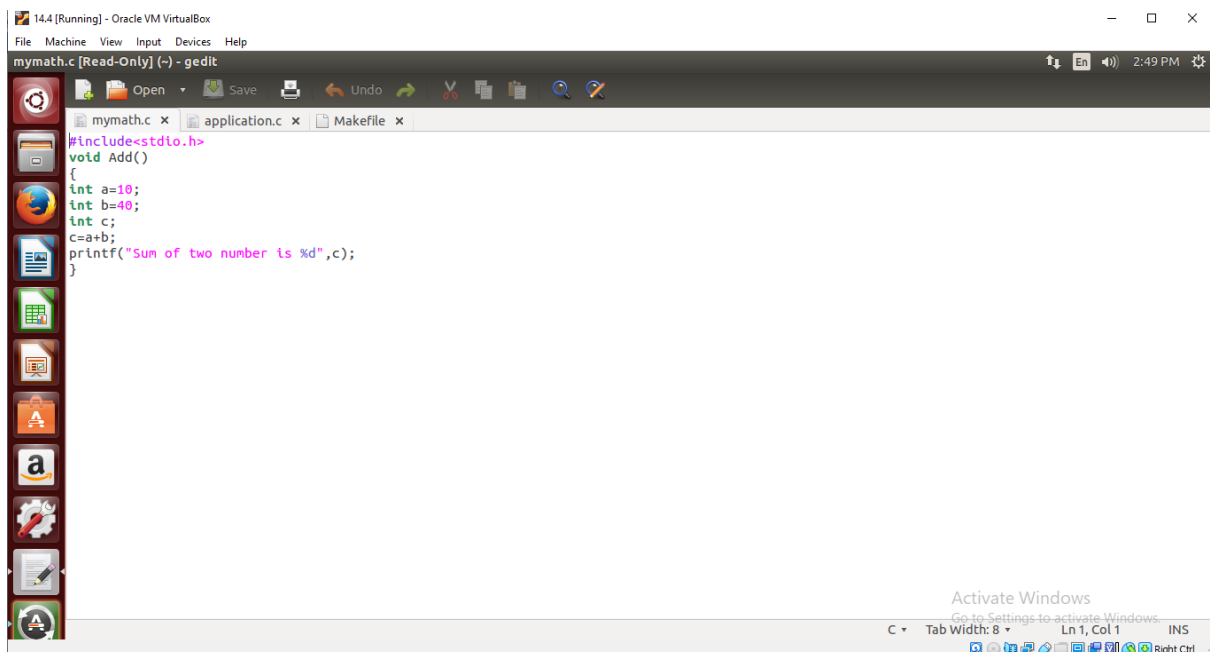 14.4 [Running] - Oracle VM VirtualBox
File Machine View Input Devices Help
mymath.c [Read-Only] (~) - gedit En 2:49 PM
Open Save Undo
mymath.c × application.c × Makefile ×
#include<stdio.h>
void Add()
{
int a=10;
int b=40;
int c;
c=a+b;
printf("Sum of two number is %d",c);
}
Activate Windows
Go to Settings to activate Windows.
C Tab Width: 8 Ln 1, Col 1 INS
Right Ctrl